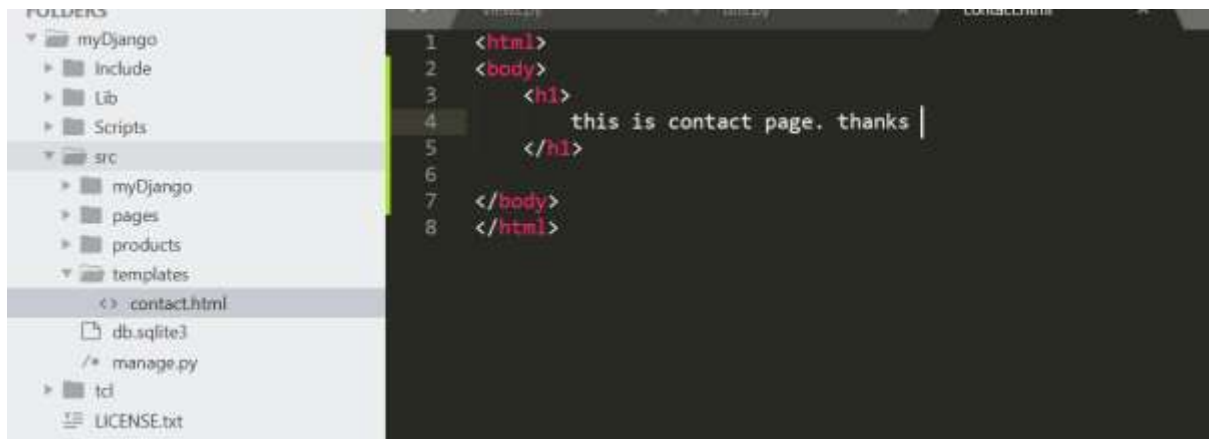 FOLDERS
myDjango
Include
Lib
Scripts
src
myDjango
pages
products
templates
<> contact.html
db.sqlite3
/* manage.py
tcl
LICENSE.txt
contact.html
1 <html>
2 <body>
3 <h1>
4 this is contact page. thanks
5 </h1>
6
7 </body>
8 </html>